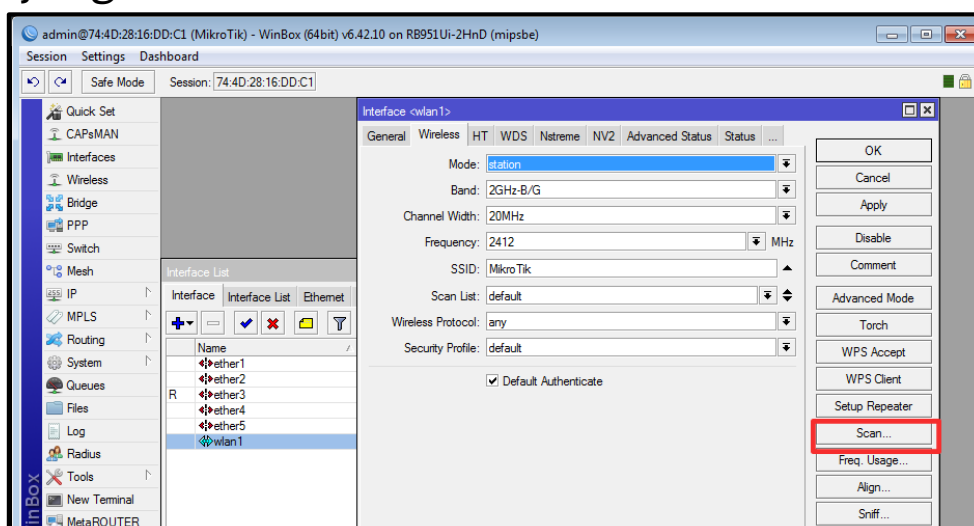 admin@74:4D:28:16:DD:C1 (MikroTik) - WinBox (64bit) v6.42.10 on RB951Ui-2HnD (mipsbe)
Session Settings Dashboard
Safe Mode Session: 74:4D:28:16:DD:C1
Quick Set
CAPsMAN
Interfaces
Wireless
Bridge
PPP
Switch
Mesh
IP
MPLS
Routing
System
Queues
Files
Log
Radius
Tools
New Terminal
MetaROUTER
inBox
Interface List
Interface Interface List Ethernet
Name
ether1
ether2
R ether3
ether4
ether5
wlan1
Interface <wlan1>
General Wireless HT WDS Nstreme NV2 Advanced Status Status ...
Mode: station
Band: 2GHz-B/G
Channel Width: 20MHz
Frequency: 2412 MHz
SSID: MikroTik
Scan List: default
Wireless Protocol: any
Security Profile: default
Default Authenticate
OK
Cancel
Apply
Disable
Comment
Advanced Mode
Torch
WPS Accept
WPS Client
Setup Repeater
Scan...
Freq. Usage...
Align...
Sniff...